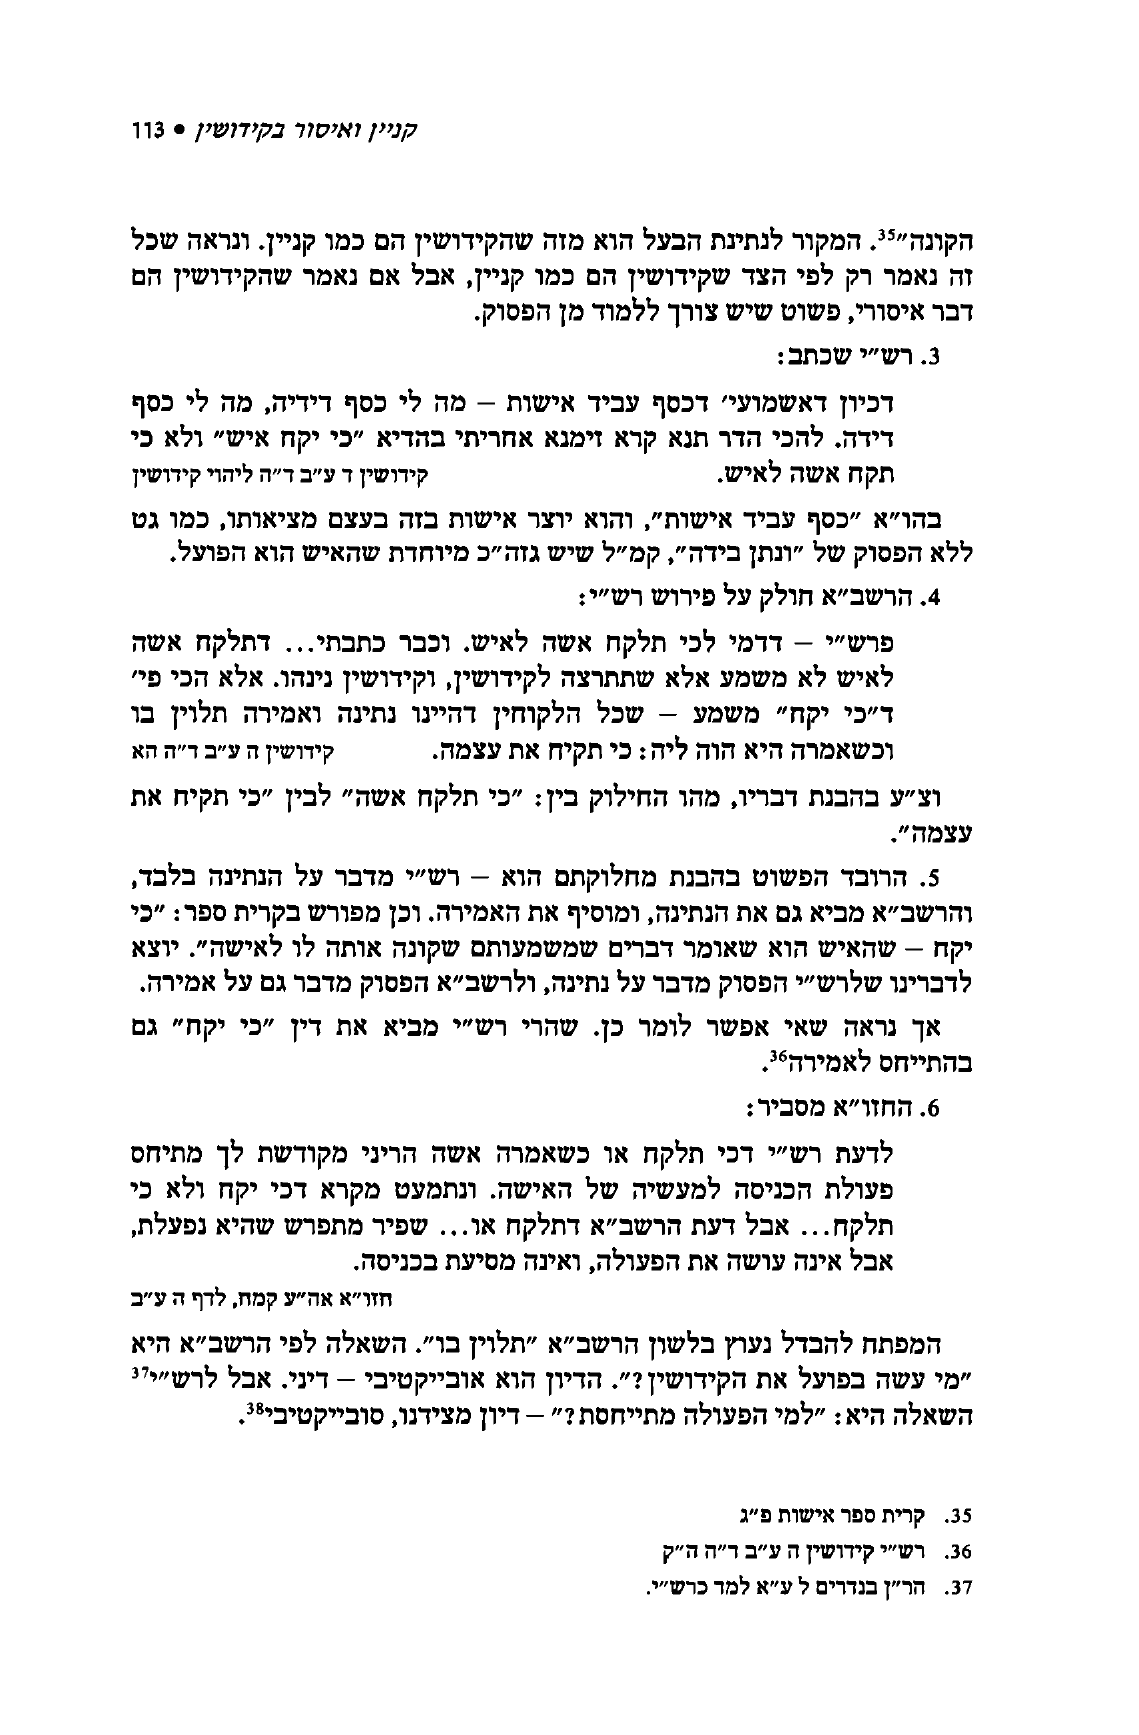 קניין ואיסור בקידושין • 113
הקונה״³⁵. המקור לנתינת הבעל הוא מזה שהקידושין הם כמו קניין. ונראה שכל
זה נאמר רק לפי הצד שקידושין הם כמו קניין, אבל אם נאמר שהקידושין הם
דבר איסורי, פשוט שיש צורך ללמוד מן הפסוק.
3. רש״י שכתב:
דכיון דאשמועי׳ דכסף עביד אישות – מה לי כסף דידיה, מה לי כסף
דידה. להכי הדר תנא קרא זימנא אחריתי בהדיא ״כי יקח איש״ ולא כי
תקח אשה לאיש. קידושין ד ע״ב ד״ה ליהוי קידושין
בהו״א ״כסף עביד אישות״, והוא יוצר אישות בזה בעצם מציאותו, כמו גט
ללא הפסוק של ״ונתן בידה״, קמ״ל שיש גזה״כ מיוחדת שהאיש הוא הפועל.
4. הרשב״א חולק על פירוש רש״י:
פרש״י – דדמי לכי תלקח אשה לאיש. וכבר כתבתי... דתלקח אשה
לאיש לא משמע אלא שתתרצה לקידושין, וקידושין נינהו. אלא הכי פי׳
ד״כי יקח״ משמע – שכל הלקוחין דהיינו נתינה ואמירה תלוין בו
וכשאמרה היא הוה ליה: כי תקיח את עצמה. קידושין ה ע״ב ד״ה הא
וצ״ע בהבנת דבריו, מהו החילוק בין: ״כי תלקח אשה״ לבין ״כי תקיח את
עצמה״.
5. הרובד הפשוט בהבנת מחלוקתם הוא – רש״י מדבר על הנתינה בלבד,
והרשב״א מביא גם את הנתינה, ומוסיף את האמירה. וכן מפורש בקרית ספר: ״כי
יקח – שהאיש הוא שאומר דברים שמשמעותם שקונה אותה לו לאישה״. יוצא
לדברינו שלרש״י הפסוק מדבר על נתינה, ולרשב״א הפסוק מדבר גם על אמירה.
אך נראה שאי אפשר לומר כן. שהרי רש״י מביא את דין ״כי יקח״ גם
בהתייחס לאמירה³⁶.
6. החזו״א מסביר:
לדעת רש״י דכי תלקח או כשאמרה אשה הריני מקודשת לך מתיחס
פעולת הכניסה למעשיה של האישה. ונתמעט מקרא דכי יקח ולא כי
תלקח... אבל דעת הרשב״א דתלקח או... שפיר מתפרש שהיא נפעלת,
אבל אינה עושה את הפעולה, ואינה מסיעת בכניסה.
חזו״א אה״ע קמח, לדף ה ע״ב
המפתח להבדל נעוץ בלשון הרשב״א ״תלוין בו״. השאלה לפי הרשב״א היא
״מי עשה בפועל את הקידושין?״. הדיון הוא אובייקטיבי – דיני. אבל לרש״י³⁷
השאלה היא: ״למי הפעולה מתייחסת?״ – דיון מצידנו, סובייקטיבי³⁸.
35. קרית ספר אישות פ״ג
36. רש״י קידושין ה ע״ב ד״ה ה״ק
37. הר״ן בנדרים ל ע״א למד כרש״י.